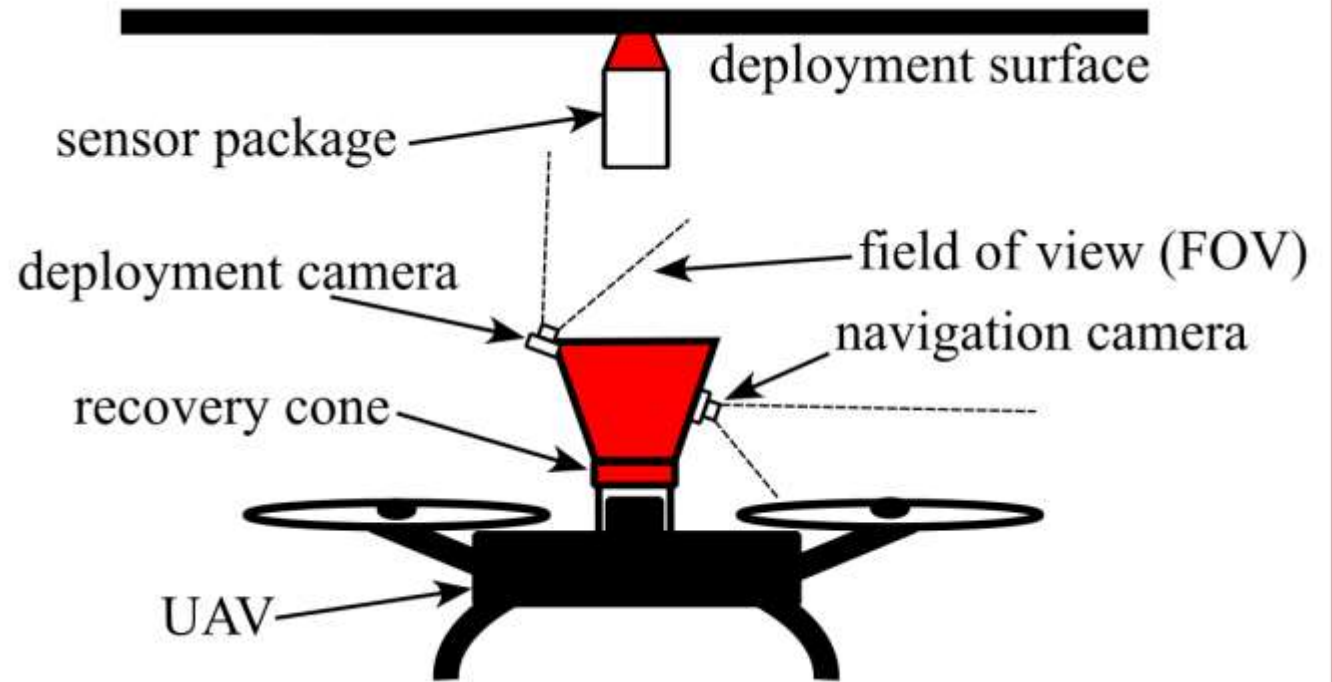 deployment surface
sensor package
field of view (FOV)
deployment camera
navigation camera
recovery cone
UAV